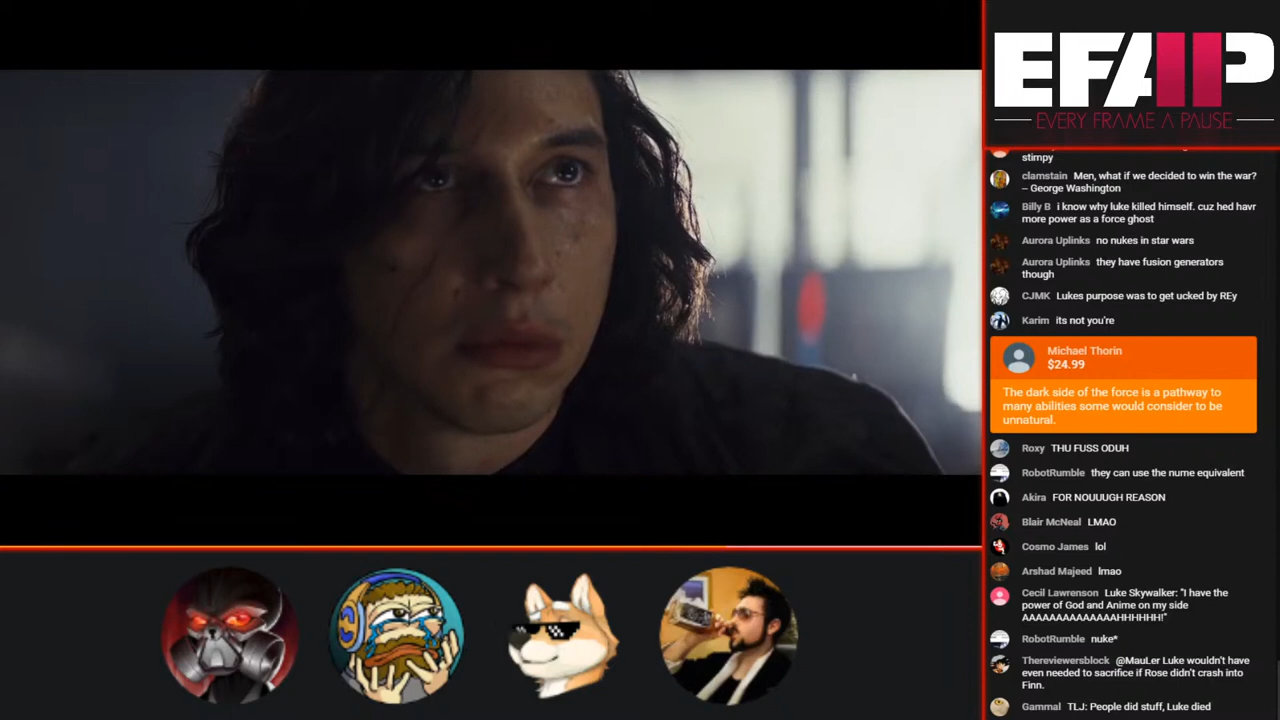 EFAP
EVERY FRAME A PAUSE
stimpy
clamstain Men, what if we decided to win the war?
– George Washington
Billy B i know why luke killed himself. cuz hed havr
more power as a force ghost
Aurora Uplinks no nukes in star wars
Aurora Uplinks they have fusion generators
though
CJMK Lukes purpose was to get ucked by REy
Karim its not you're
Michael Thorin
$24.99
The dark side of the force is a pathway to
many abilities some would consider to be
unnatural.
Roxy THU FUSS ODUH
RobotRumble they can use the nume equivalent
Akira FOR NOUUUGH REASON
Blair McNeal LMAO
Cosmo James lol
Arshad Majeed lmao
Cecil Lawrenson Luke Skywalker: "I have the
power of God and Anime on my side
AAAAAAAAAAAAAAHHHHHH!"
RobotRumble nuke*
Thereviewersblock @MauLer Luke wouldn't have
even needed to sacrifice if Rose didn't crash into
Finn.
Gammal TLJ: People did stuff, Luke died